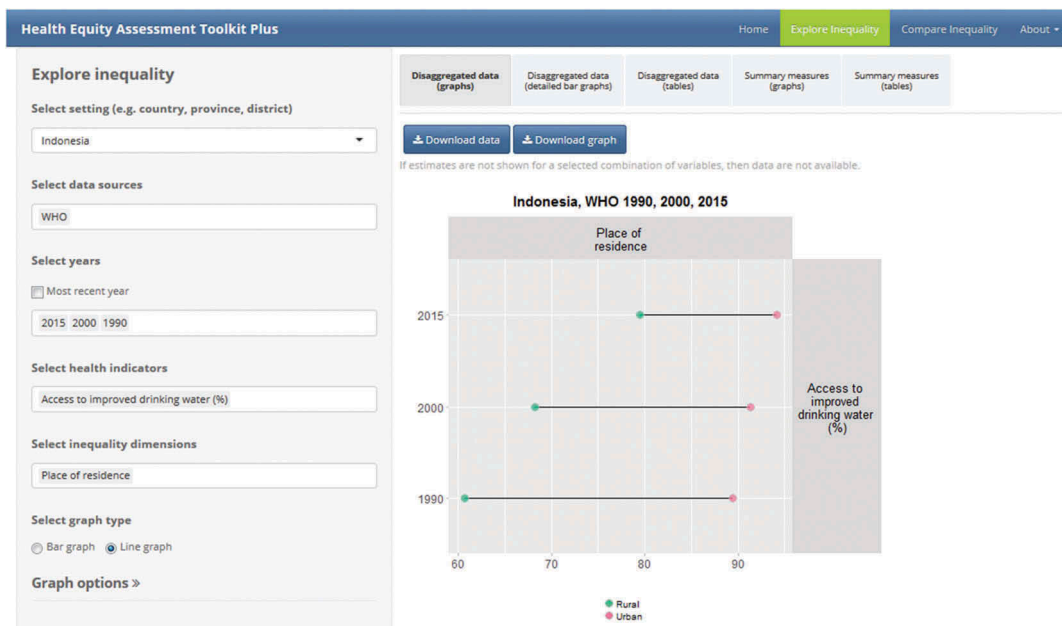 Health Equity Assessment Toolkit Plus
Home Explore Inequality Compare Inequality About
Explore inequality
Select setting (e.g. country, province, district)
Indonesia
Select data sources
WHO
Select years
Most recent year
2015 2000 1990
Select health indicators
Access to improved drinking water (%)
Select inequality dimensions
Place of residence
Select graph type
Bar graph Line graph
Graph options »
Disaggregated data
(graphs)
Disaggregated data
(detailed bar graphs)
Disaggregated data
(tables)
Summary measures
(graphs)
Summary measures
(tables)
Download data Download graph
If estimates are not shown for a selected combination of variables, then data are not available.
Indonesia, WHO 1990, 2000, 2015
Place of
residence
2015
2000
1990
Access to
improved
drinking water
(%)
60 70 80 90
Rural
Urban